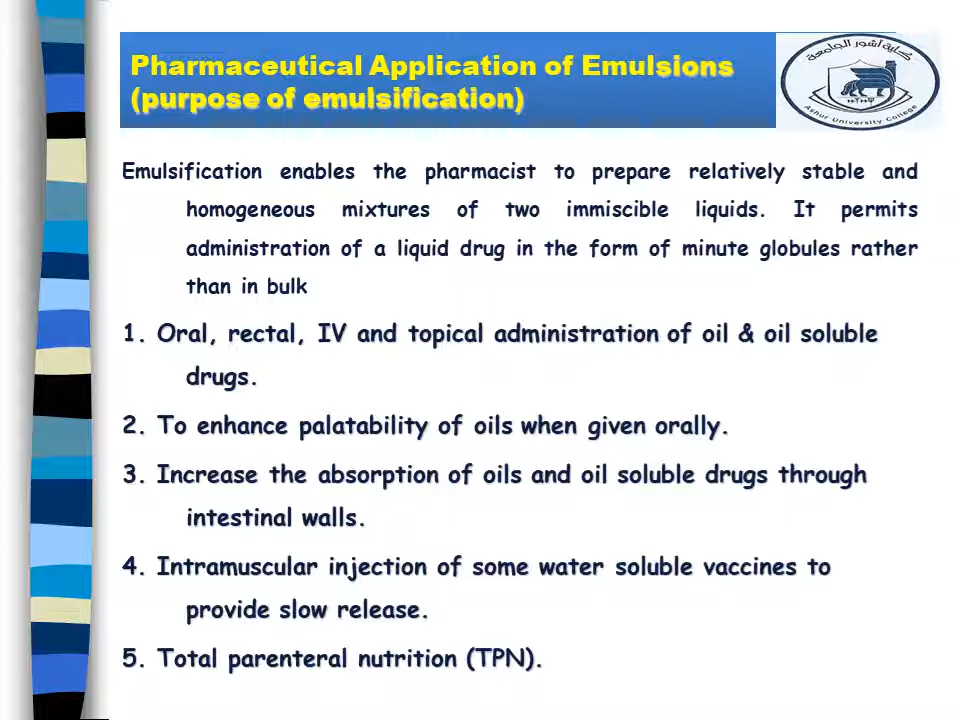 Pharmaceutical Application of Emulsions
(purpose of emulsification)
كلية آشور الجامعة
Ashur University College
Emulsification enables the pharmacist to prepare relatively stable and
homogeneous mixtures of two immiscible liquids. It permits
administration of a liquid drug in the form of minute globules rather
than in bulk
1. Oral, rectal, IV and topical administration of oil & oil soluble
drugs.
2. To enhance palatability of oils when given orally.
3. Increase the absorption of oils and oil soluble drugs through
intestinal walls.
4. Intramuscular injection of some water soluble vaccines to
provide slow release.
5. Total parenteral nutrition (TPN).